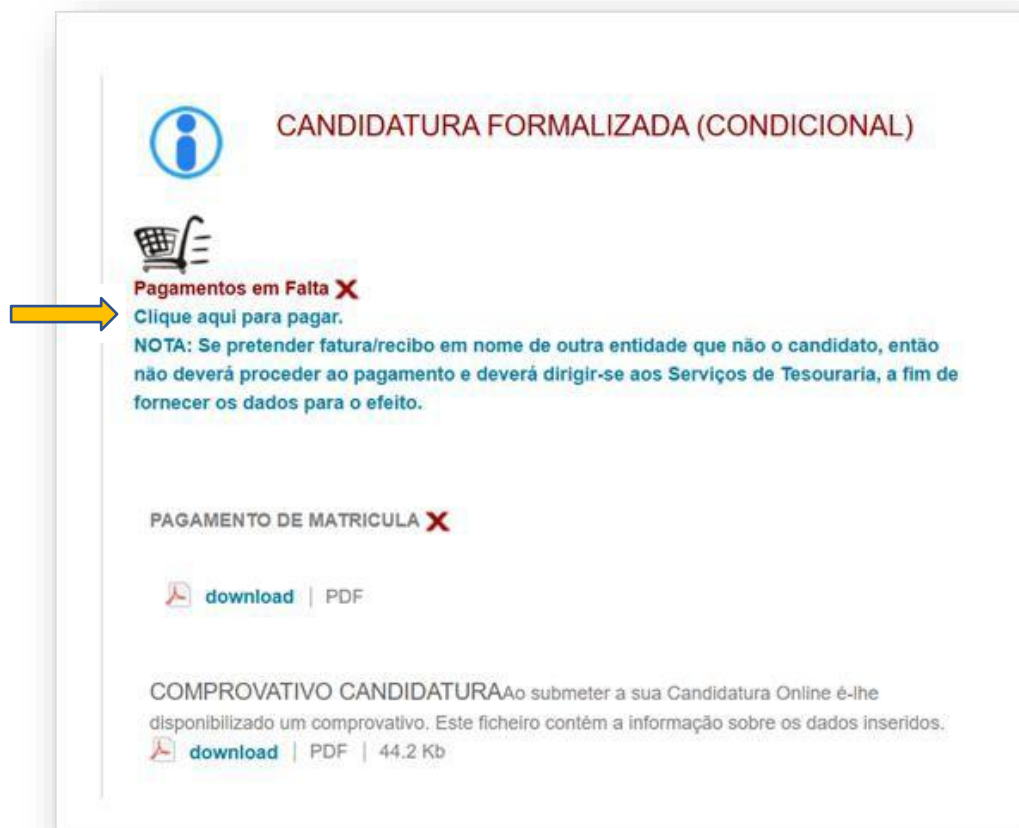 CANDIDATURA FORMALIZADA (CONDICIONAL)
Pagamentos em Falta
Clique aqui para pagar.
NOTA: Se pretender fatura/recibo em nome de outra entidade que não o candidato, então
não deverá proceder ao pagamento e deverá dirigir-se aos Serviços de Tesouraria, a fim de
fornecer os dados para o efeito.
PAGAMENTO DE MATRICULA
download | PDF
COMPROVATIVO CANDIDATURAAo submeter a sua Candidatura Online é-lhe
disponibilizado um comprovativo. Este ficheiro contém a informação sobre os dados inseridos.
download | PDF | 44.2 Kb